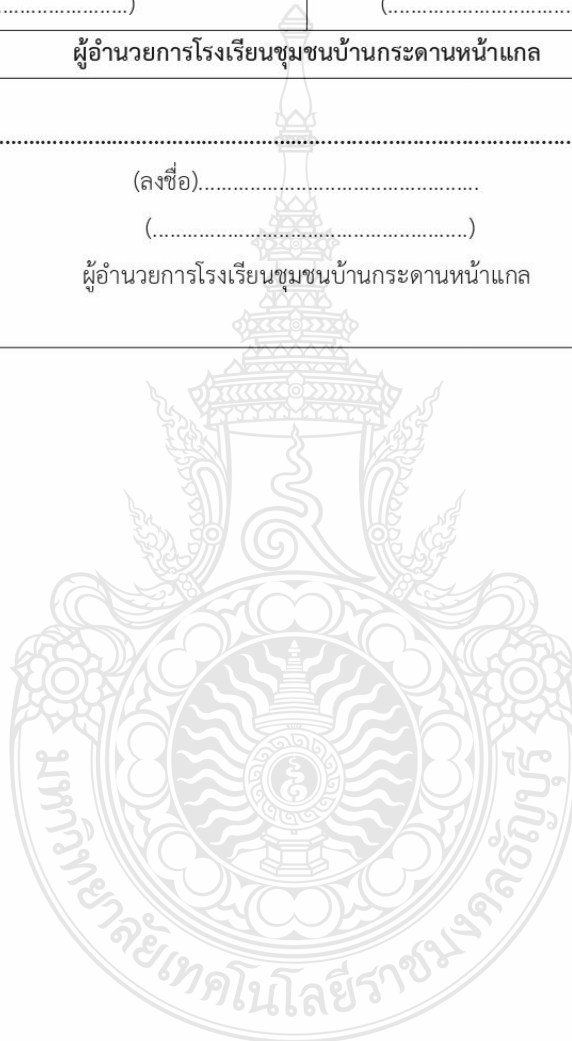 ......................) (..............................
ผู้อำนวยการโรงเรียนชุมชนบ้านกระดานหน้าแกล
....................................................................................................
(ลงชื่อ)................................................
(......................................................)
ผู้อำนวยการโรงเรียนชุมชนบ้านกระดานหน้าแกล
มหาวิทยาลัยเทคโนโลยีราชมงคลธัญบุรี